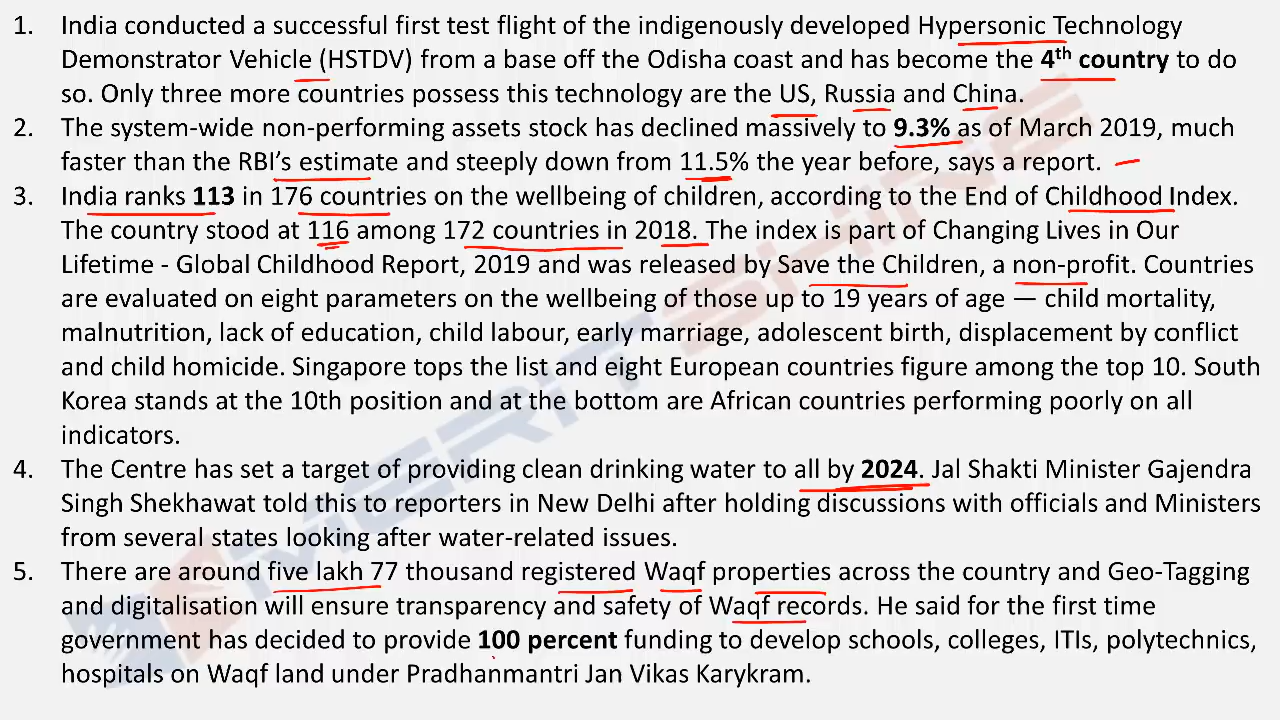 1. India conducted a successful first test flight of the indigenously developed Hypersonic Technology
Demonstrator Vehicle (HSTDV) from a base off the Odisha coast and has become the 4th country to do
so. Only three more countries possess this technology are the US, Russia and China.
2. The system-wide non-performing assets stock has declined massively to 9.3% as of March 2019, much
faster than the RBI's estimate and steeply down from 11.5% the year before, says a report.
3. India ranks 113 in 176 countries on the wellbeing of children, according to the End of Childhood Index.
The country stood at 116 among 172 countries in 2018. The index is part of Changing Lives in Our
Lifetime - Global Childhood Report, 2019 and was released by Save the Children, a non-profit. Countries
are evaluated on eight parameters on the wellbeing of those up to 19 years of age — child mortality,
malnutrition, lack of education, child labour, early marriage, adolescent birth, displacement by conflict
and child homicide. Singapore tops the list and eight European countries figure among the top 10. South
Korea stands at the 10th position and at the bottom are African countries performing poorly on all
indicators.
4. The Centre has set a target of providing clean drinking water to all by 2024. Jal Shakti Minister Gajendra
Singh Shekhawat told this to reporters in New Delhi after holding discussions with officials and Ministers
from several states looking after water-related issues.
5. There are around five lakh 77 thousand registered Waqf properties across the country and Geo-Tagging
and digitalisation will ensure transparency and safety of Waqf records. He said for the first time
government has decided to provide 100 percent funding to develop schools, colleges, ITIs, polytechnics,
hospitals on Waqf land under Pradhanmantri Jan Vikas Karykram.
MERIT SHINE